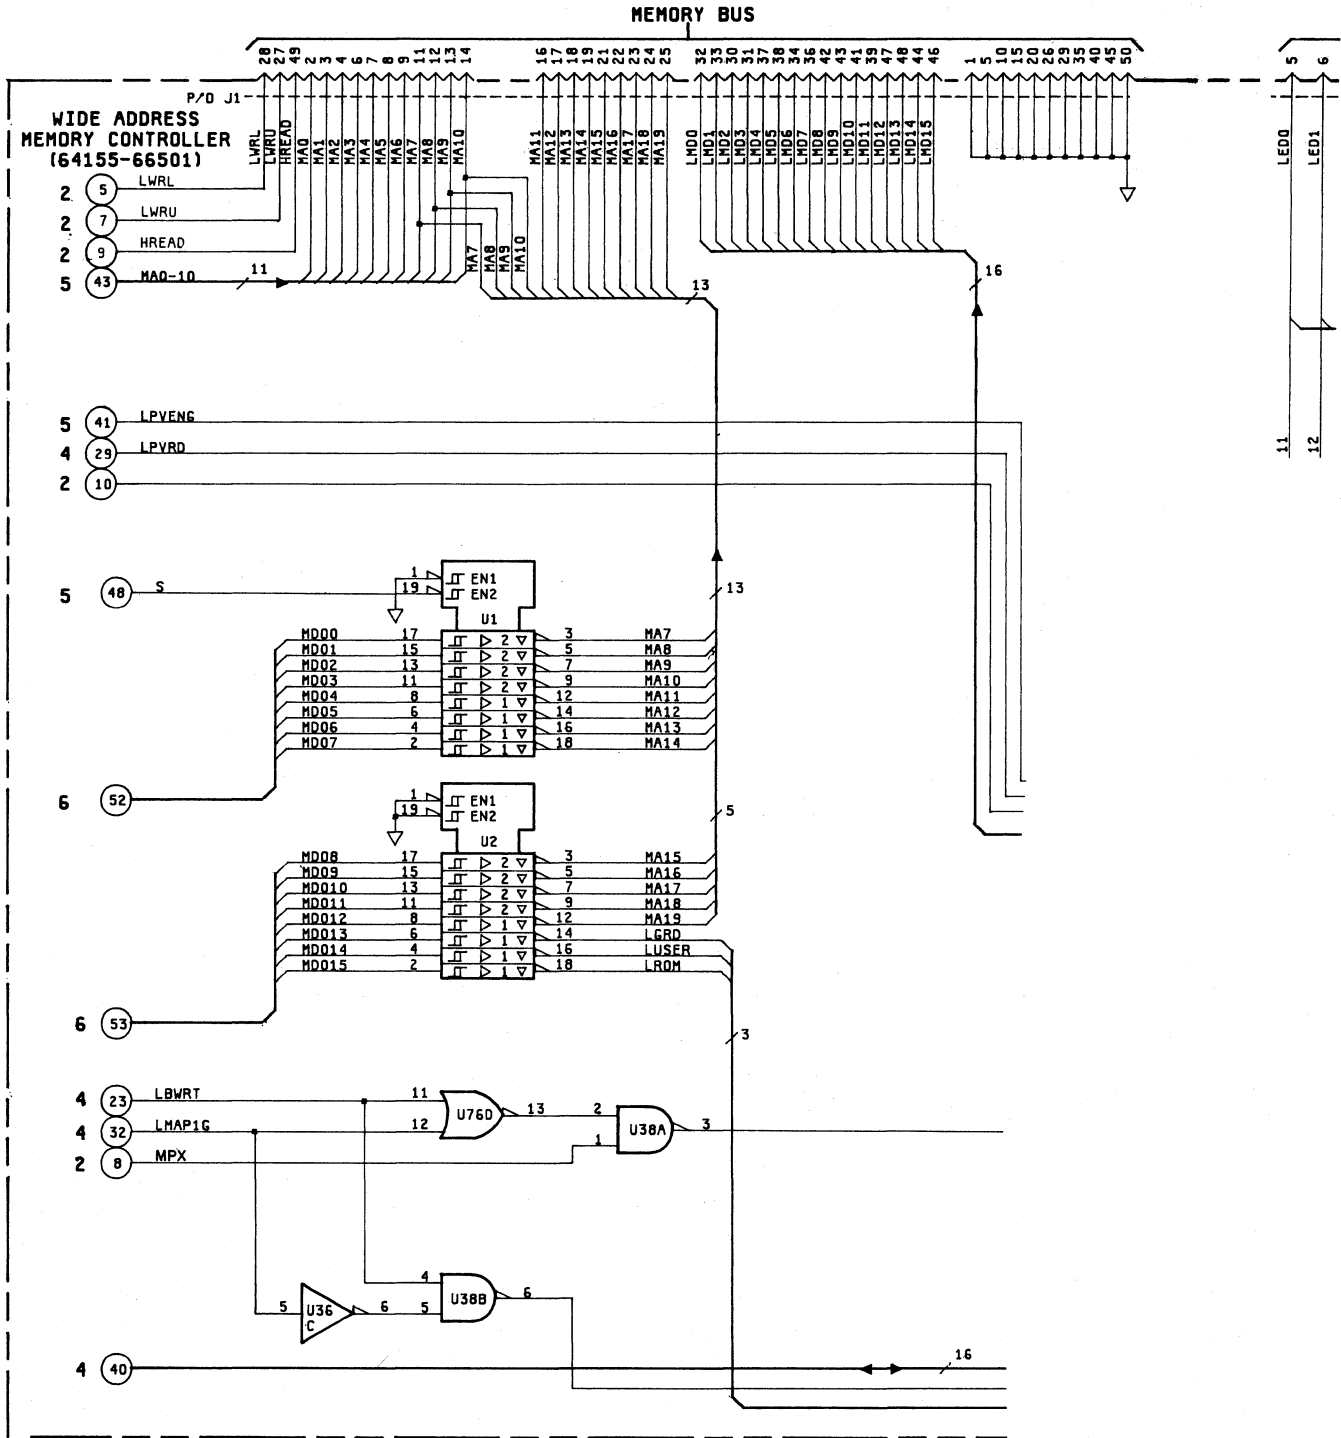 MEMORY BUS
28 27 49 2 3 4 6 7 8 9 11 12 13 14 16 17 18 19 21 22 23 24 25 32 33 30 31 37 38 34 36 42 43 41 39 47 48 44 46 1 5 10 15 20 26 29 35 40 45 50 5 6
P/O J1
WIDE ADDRESS
MEMORY CONTROLLER
(64155-66501)
LWRL LWRU HREAD MA0 MA1 MA2 MA3 MA4 MA5 MA6 MA7 MA8 MA9 MA10 MA11 MA12 MA13 MA14 MA15 MA16 MA17 MA18 MA19 LMD0 LMD1 LMD2 LMD3 LMD4 LMD5 LMD6 LMD7 LMD8 LMD9 LMD10 LMD11 LMD12 LMD13 LMD14 LMD15 LED0 LED1
2 5 LWRL
2 7 LWRU
2 9 HREAD
MA7 MA8 MA9 MA10
5 43 MA0-10 11
13 16
5 41 LPVENG
4 29 LPVRD
2 10
11 12
1 EN1
5 48 S 19 EN2 13
U1
MD00 17 2 3 MA7
MD01 15 2 5 MA8
MD02 13 2 7 MA9
MD03 11 2 9 MA10
MD04 8 1 12 MA11
MD05 6 1 14 MA12
MD06 4 1 16 MA13
MD07 2 1 18 MA14
6 52
1 EN1
19 EN2 5
U2
MD08 17 2 3 MA15
MD09 15 2 5 MA16
MD010 13 2 7 MA17
MD011 11 2 9 MA18
MD012 8 1 12 MA19
MD013 6 1 14 LGRD
MD014 4 1 16 LUSER
MD015 2 1 18 LROM
6 53
3
4 23 LBWRT 11 U76D 13 2 U38A 3
4 32 LMAP1G 12 1
2 8 MPX
4 U38B 6
5 U36 C 6 5
4 40 16